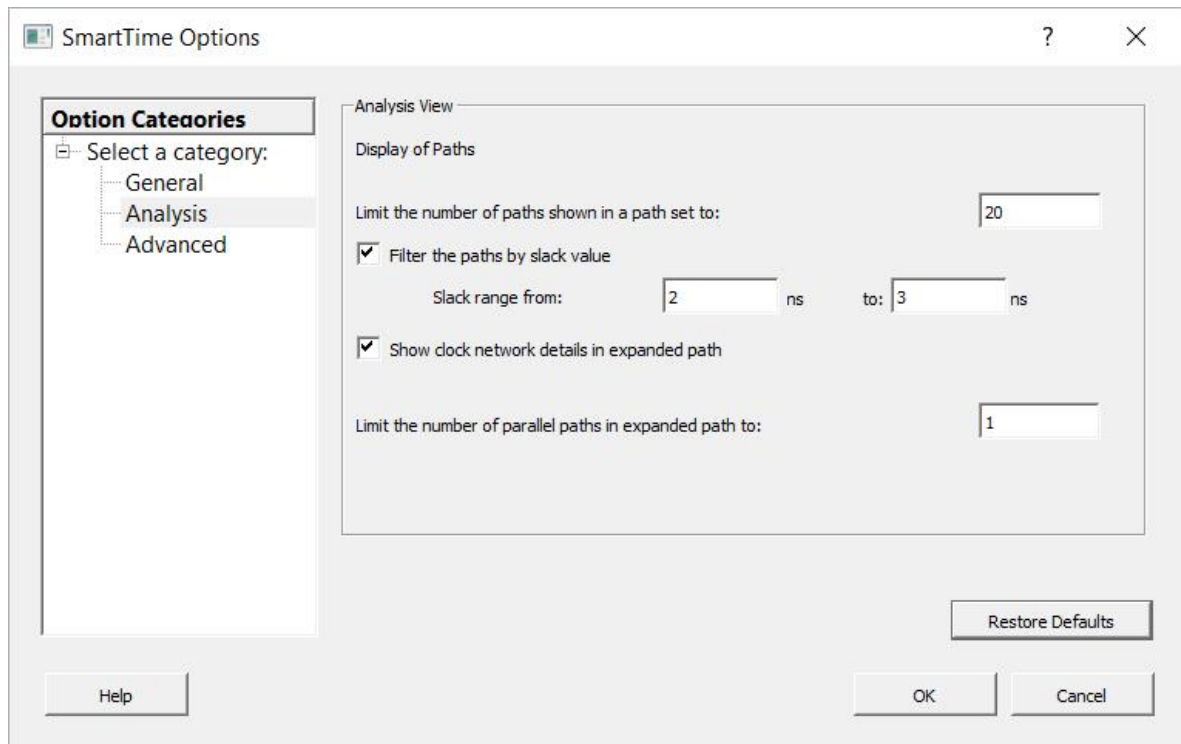 SmartTime Options
?
Option Categories
Select a category:
General
Analysis
Advanced
Analysis View
Display of Paths
Limit the number of paths shown in a path set to: 20
Filter the paths by slack value
Slack range from: 2 ns to: 3 ns
Show clock network details in expanded path
Limit the number of parallel paths in expanded path to: 1
Restore Defaults
Help OK Cancel